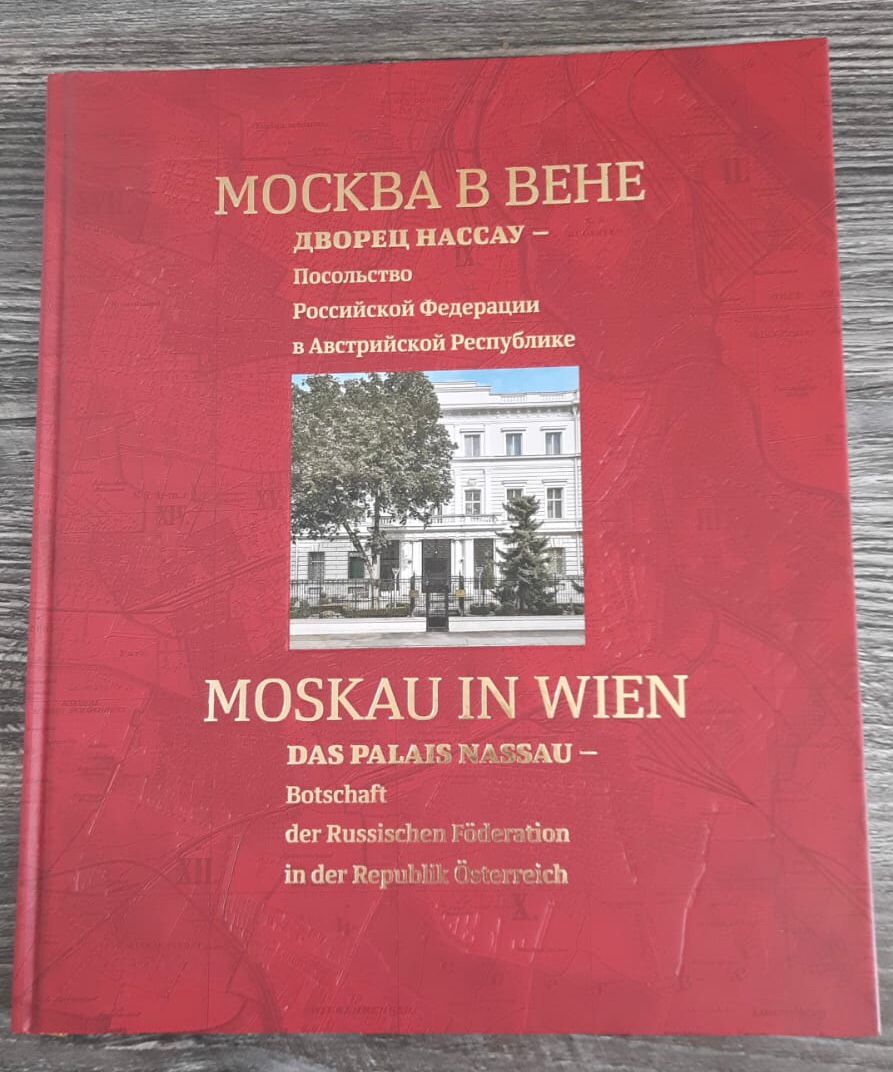 МОСКВА В ВЕНЕ
ДВОРЕЦ НАССАУ –
Посольство
Российской Федерации
в Австрийской Республике
MOSKAU IN WIEN
DAS PALAIS NASSAU –
Botschaft
der Russischen Föderation
in der Republik Österreich
XII.
X.